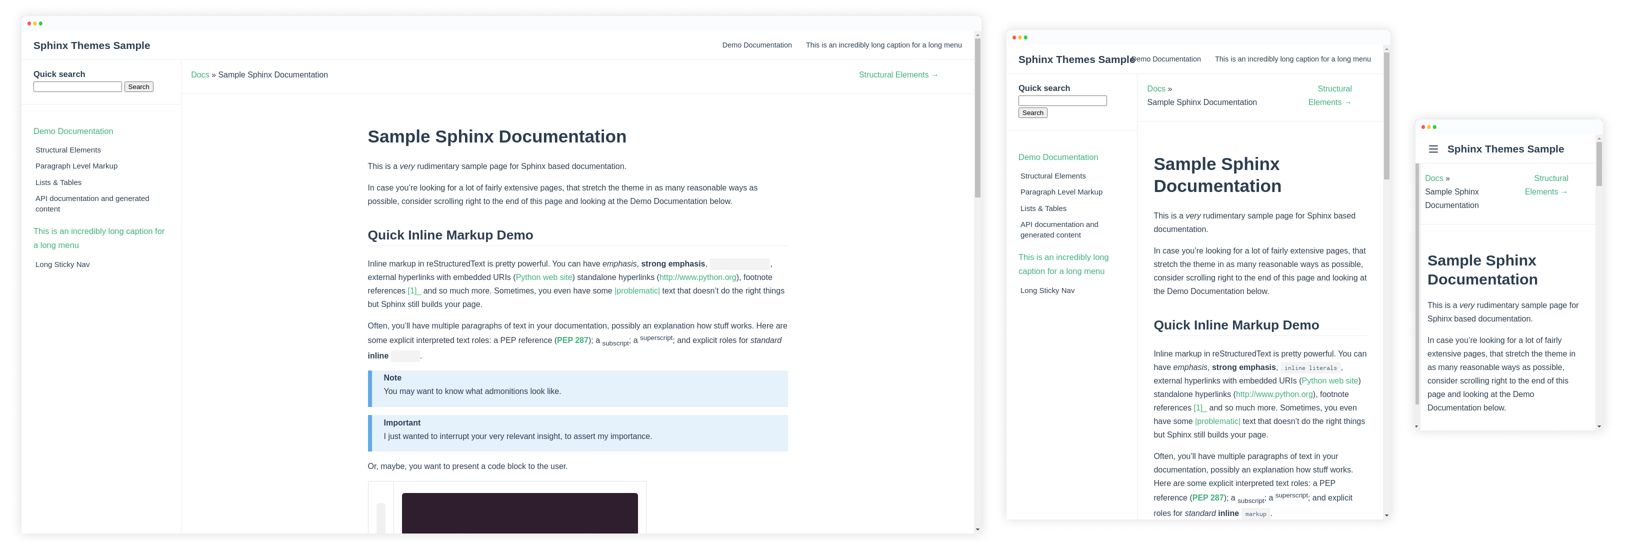 Sphinx Themes Sample
Demo Documentation This is an incredibly long caption for a long menu
Quick search
Search
Docs » Sample Sphinx Documentation
Structural Elements →
Demo Documentation
Structural Elements
Paragraph Level Markup
Lists & Tables
API documentation and generated
content
This is an incredibly long caption for
a long menu
Long Sticky Nav
Sample Sphinx Documentation
This is a very rudimentary sample page for Sphinx based documentation.
In case you're looking for a lot of fairly extensive pages, that stretch the theme in as many reasonable ways as
possible, consider scrolling right to the end of this page and looking at the Demo Documentation below.
Quick Inline Markup Demo
Inline markup in reStructuredText is pretty powerful. You can have emphasis, strong emphasis, ,
external hyperlinks with embedded URIs (Python web site) standalone hyperlinks (http://www.python.org), footnote
references [1]_ and so much more. Sometimes, you even have some |problematic| text that doesn't do the right things
but Sphinx still builds your page.
Often, you'll have multiple paragraphs of text in your documentation, possibly an explanation how stuff works. Here are
some explicit interpreted text roles: a PEP reference (PEP 287); a subscript; a superscript; and explicit roles for standard
inline .
Note
You may want to know what admonitions look like.
Important
I just wanted to interrupt your very relevant insight, to assert my importance.
Or, maybe, you want to present a code block to the user.
Sphinx Themes Sample
Demo Documentation This is an incredibly long caption for a long menu
Quick search
Search
Docs »
Sample Sphinx Documentation
Structural
Elements →
Demo Documentation
Structural Elements
Paragraph Level Markup
Lists & Tables
API documentation and
generated content
This is an incredibly long
caption for a long menu
Long Sticky Nav
Sample Sphinx
Documentation
This is a very rudimentary sample page for Sphinx based
documentation.
In case you're looking for a lot of fairly extensive pages, that
stretch the theme in as many reasonable ways as possible,
consider scrolling right to the end of this page and looking at
the Demo Documentation below.
Quick Inline Markup Demo
Inline markup in reStructuredText is pretty powerful. You can
have emphasis, strong emphasis, inline literals,
external hyperlinks with embedded URIs (Python web site)
standalone hyperlinks (http://www.python.org), footnote
references [1]_ and so much more. Sometimes, you even
have some |problematic| text that doesn't do the right things
but Sphinx still builds your page.
Often, you'll have multiple paragraphs of text in your
documentation, possibly an explanation how stuff works.
Here are some explicit interpreted text roles: a PEP
reference (PEP 287); a subscript; a superscript; and explicit
roles for standard inline markup.
Sphinx Themes Sample
Docs »
Sample Sphinx
Documentation
Structural
Elements →
Sample Sphinx
Documentation
This is a very rudimentary sample page for
Sphinx based documentation.
In case you're looking for a lot of fairly
extensive pages, that stretch the theme in
as many reasonable ways as possible,
consider scrolling right to the end of this
page and looking at the Demo
Documentation below.